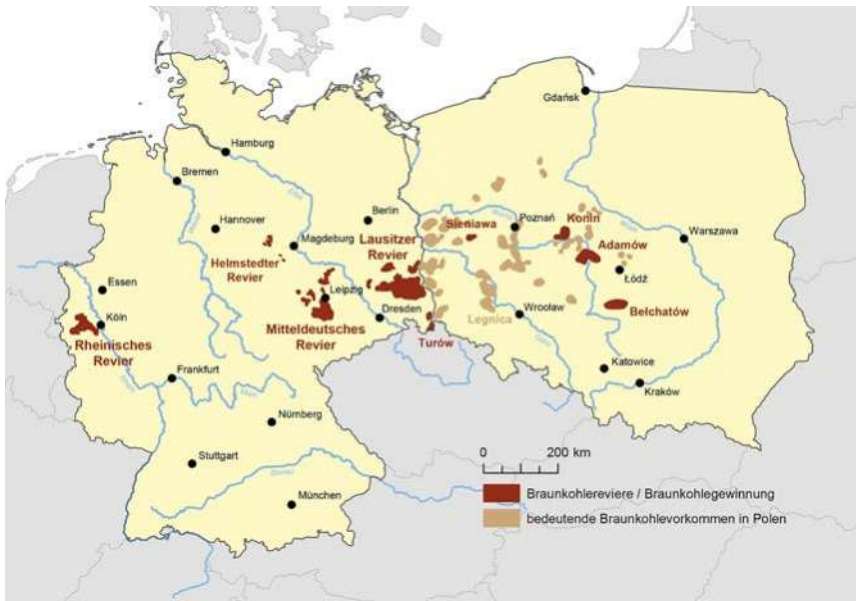 Gdańsk
Hamburg
Bremen
Berlin
Hannover
Sieniawa
Poznań
Konin
Warszawa
Magdeburg
Lausitzer
Revier
Adamów
Helmstedter
Revier
Łódź
Essen
Leipzig
Wrocław
Bełchatów
Köln
Dresden
Legnica
Rheinisches
Revier
Mitteldeutsches
Revier
Turów
Katowice
Frankfurt
Main
Kraków
Nürnberg
Stuttgart
Donau
München
0 200 km
Braunkohlereviere / Braunkohlegewinnung
bedeutende Braunkohlevorkommen in Polen